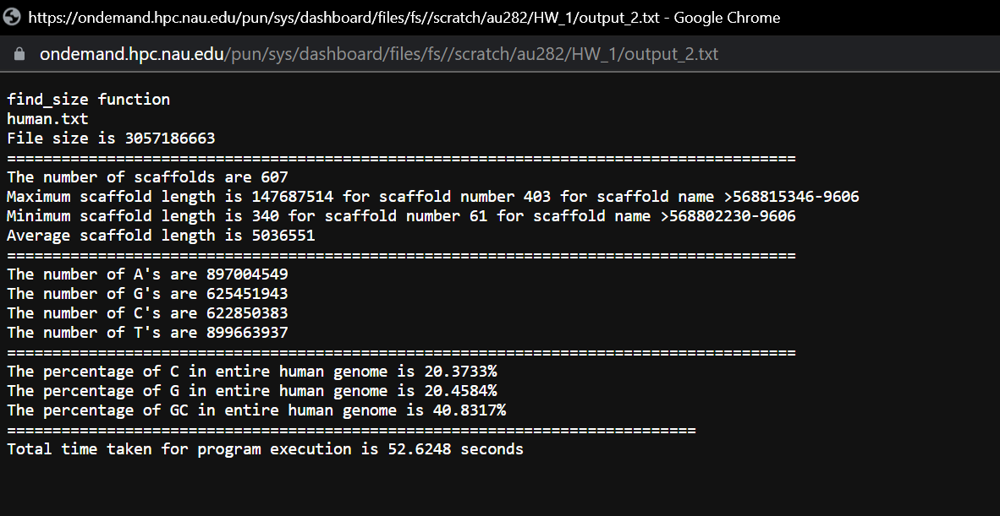 https://ondemand.hpc.nau.edu/pun/sys/dashboard/files/fs//scratch/au282/HW_1/output_2.txt - Google Chrome
ondemand.hpc.nau.edu/pun/sys/dashboard/files/fs//scratch/au282/HW_1/output_2.txt
find_size function
human.txt
File size is 3057186663
=======================================================================================
The number of scaffolds are 607
Maximum scaffold length is 147687514 for scaffold number 403 for scaffold name >568815346-9606
Minimum scaffold length is 340 for scaffold number 61 for scaffold name >568802230-9606
Average scaffold length is 5036551
=======================================================================================
The number of A's are 897004549
The number of G's are 625451943
The number of C's are 622850383
The number of T's are 899663937
=======================================================================================
The percentage of C in entire human genome is 20.3733%
The percentage of G in entire human genome is 20.4584%
The percentage of GC in entire human genome is 40.8317%
============================================================================
Total time taken for program execution is 52.6248 seconds